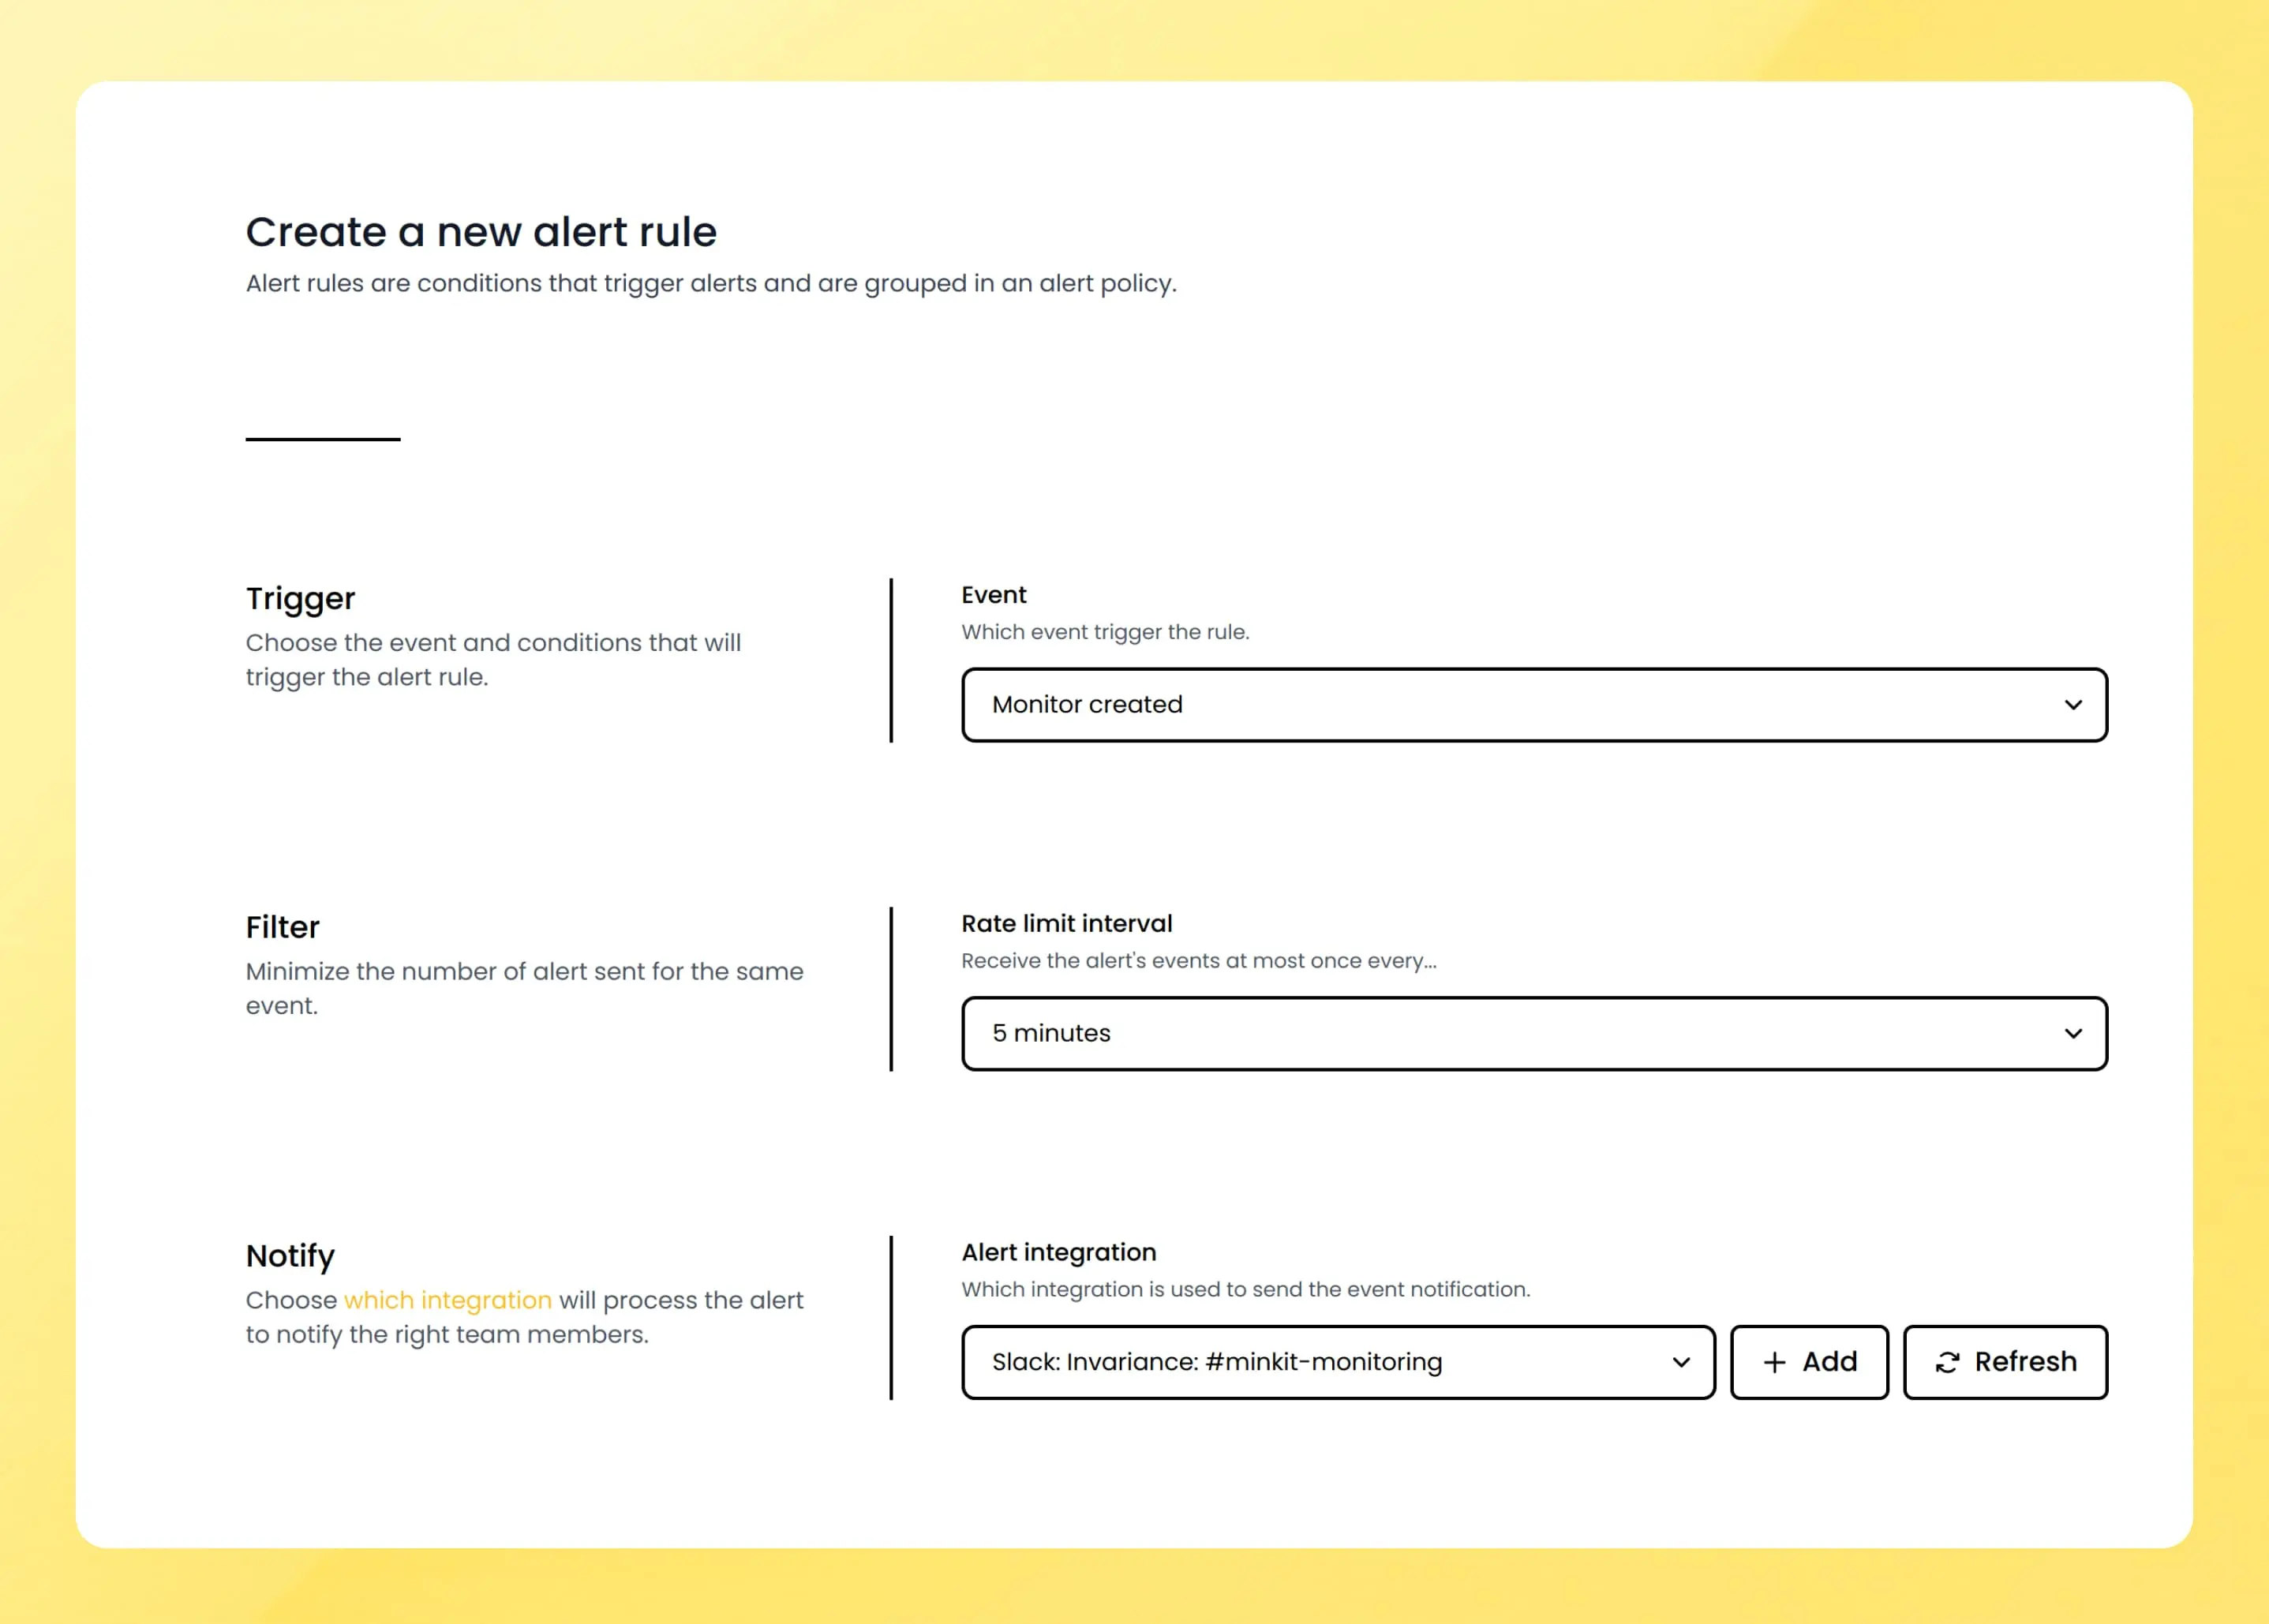 Create a new alert rule
Alert rules are conditions that trigger alerts and are grouped in an alert policy.
Trigger
Choose the event and conditions that will
trigger the alert rule.
Event
Which event trigger the rule.
Monitor created
Filter
Minimize the number of alert sent for the same
event.
Rate limit interval
Receive the alert's events at most once every...
5 minutes
Notify
Choose which integration will process the alert
to notify the right team members.
Alert integration
Which integration is used to send the event notification.
Slack: Invariance: #minkit-monitoring
Add
Refresh